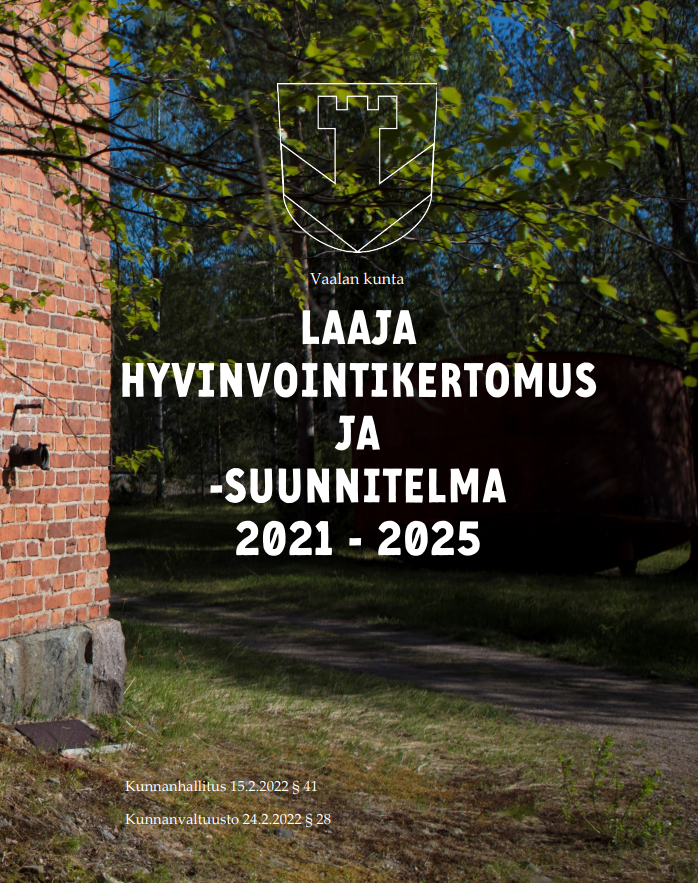 Vaalan kunta
LAAJA
HYVINVOINTIKERTOMUS
JA
-SUUNNITELMA
2021 - 2025
Kunnanhallitus 15.2.2022 § 41
Kunnanvaltuusto 24.2.2022 § 28